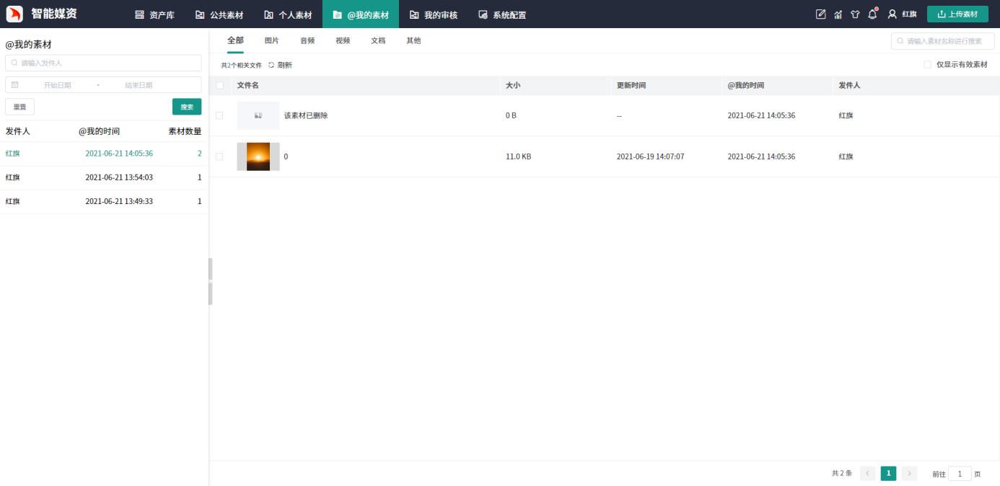 智能媒资 资产库 公共素材 个人素材 @我的素材 我的审核 系统配置 红旗 上传素材
@我的素材
请输入发件人
开始日期 - 结束日期
重置 搜索
发件人 @我的时间 素材数量
红旗 2021-06-21 14:05:36 2
红旗 2021-06-21 13:54:03 1
红旗 2021-06-21 13:49:33 1
全部 图片 音频 视频 文档 其他 请输入素材名称进行搜索
共2个相关文件 刷新 仅显示有效素材
文件名 大小 更新时间 @我的时间 发件人
该素材已删除 0 B -- 2021-06-21 14:05:36 红旗
0 11.0 KB 2021-06-19 14:07:07 2021-06-21 14:05:36 红旗
共 2 条 1 前往 1 页